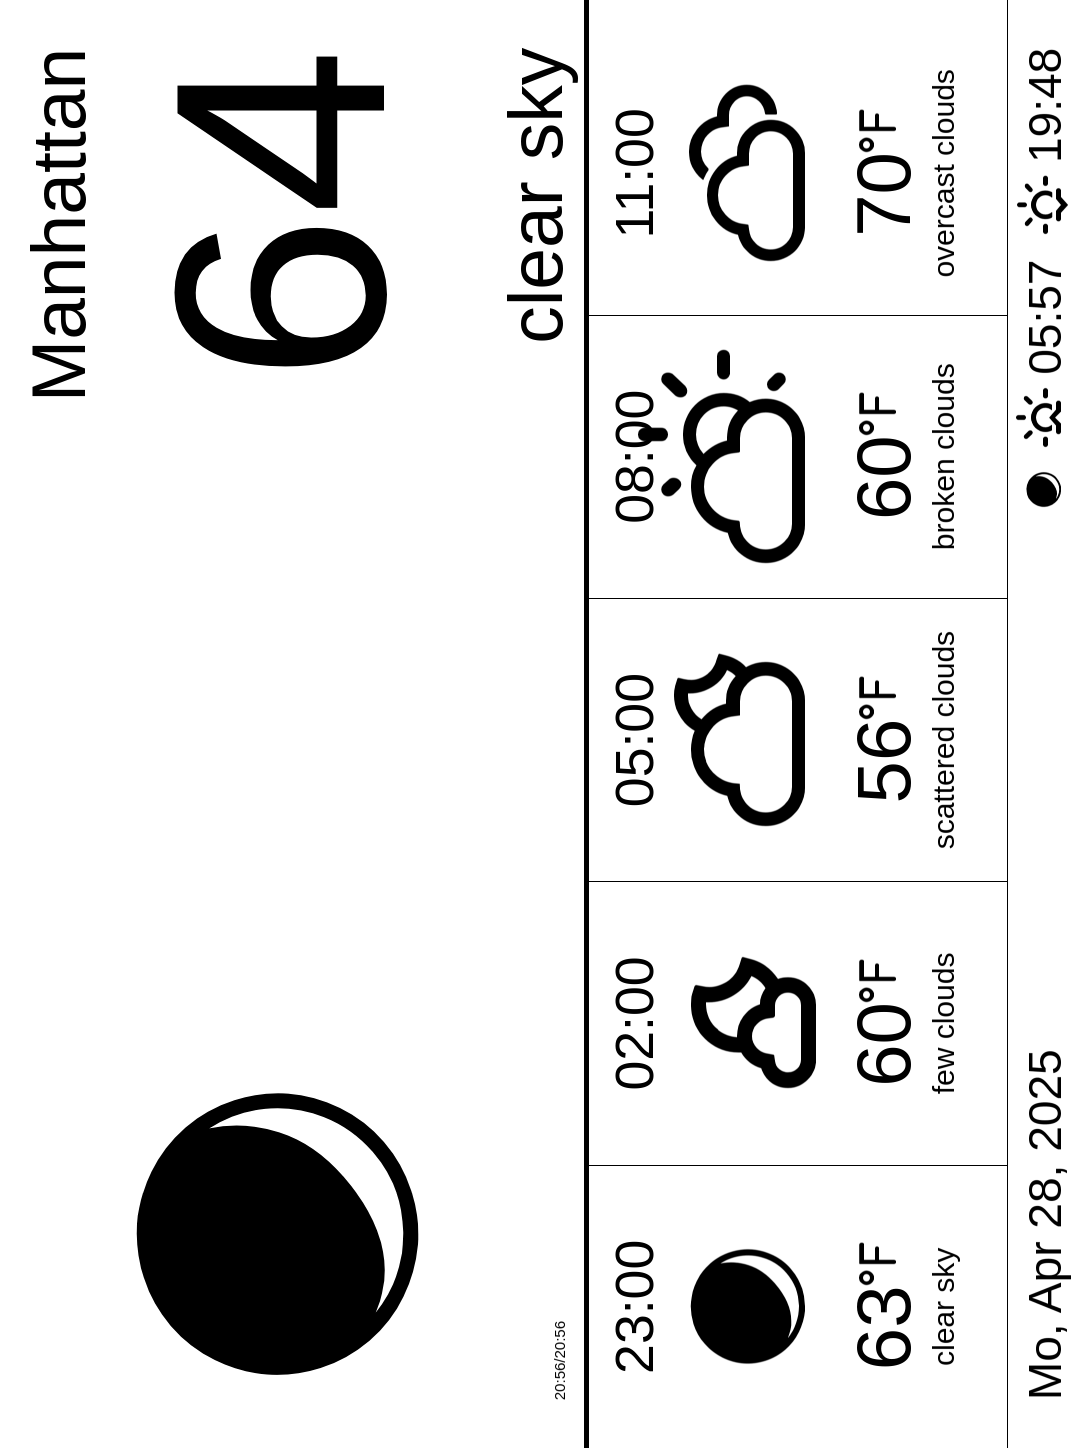 Manhattan
64
clear sky
20:56/20:56
23:00
63°F
clear sky
02:00
60°F
few clouds
05:00
56°F
scattered clouds
08:00
60°F
broken clouds
11:00
70°F
overcast clouds
Mo, Apr 28, 2025
05:57
19:48